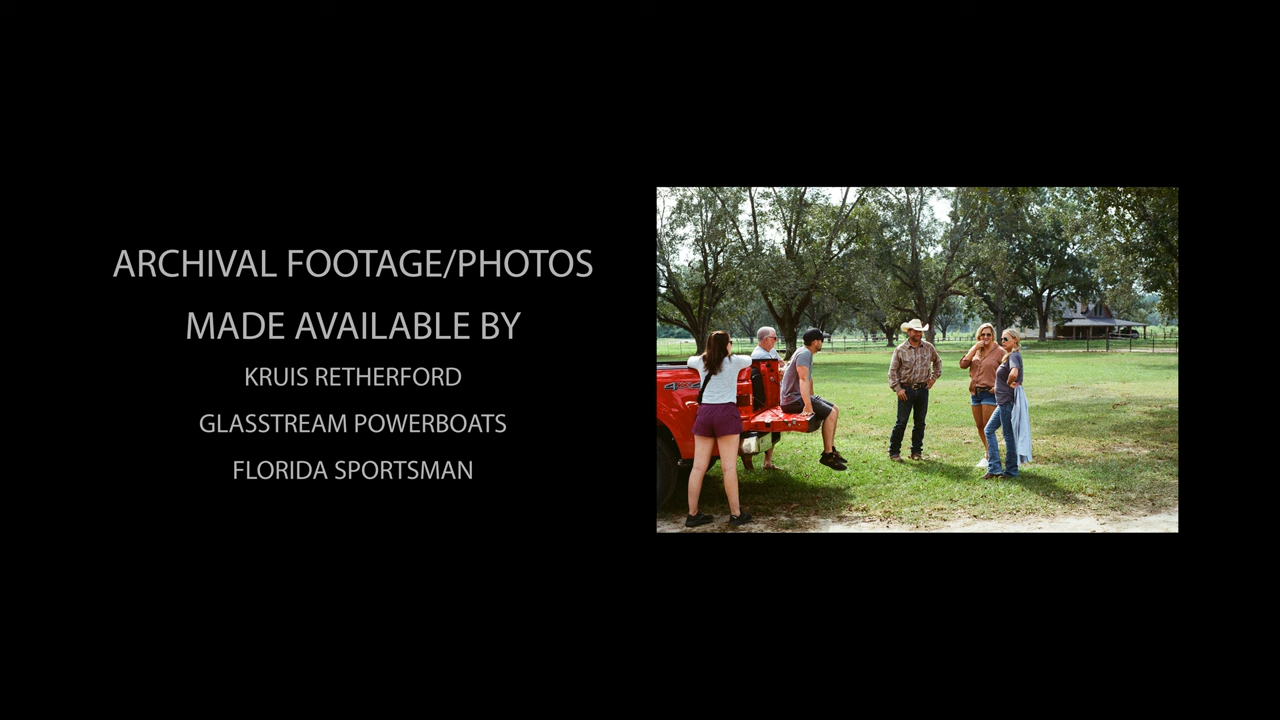 ARCHIVAL FOOTAGE/PHOTOS
MADE AVAILABLE BY
KRUIS RETHERFORD
GLASSTREAM POWERBOATS
FLORIDA SPORTSMAN